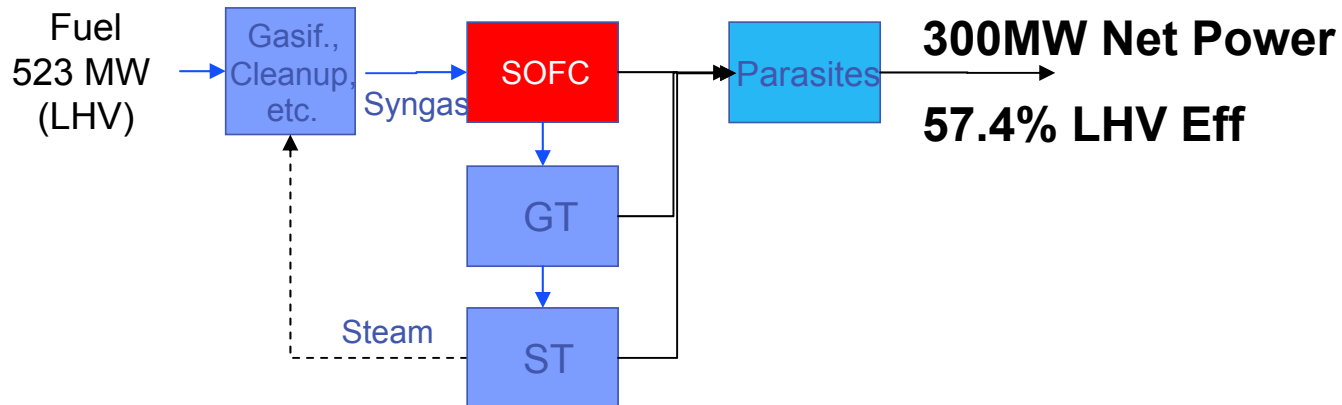 Fuel
523 MW
(LHV)
Gasif.,
Cleanup,
etc.
Syngas
SOFC
Parasites
300MW Net Power
57.4% LHV Eff
GT
Steam
ST